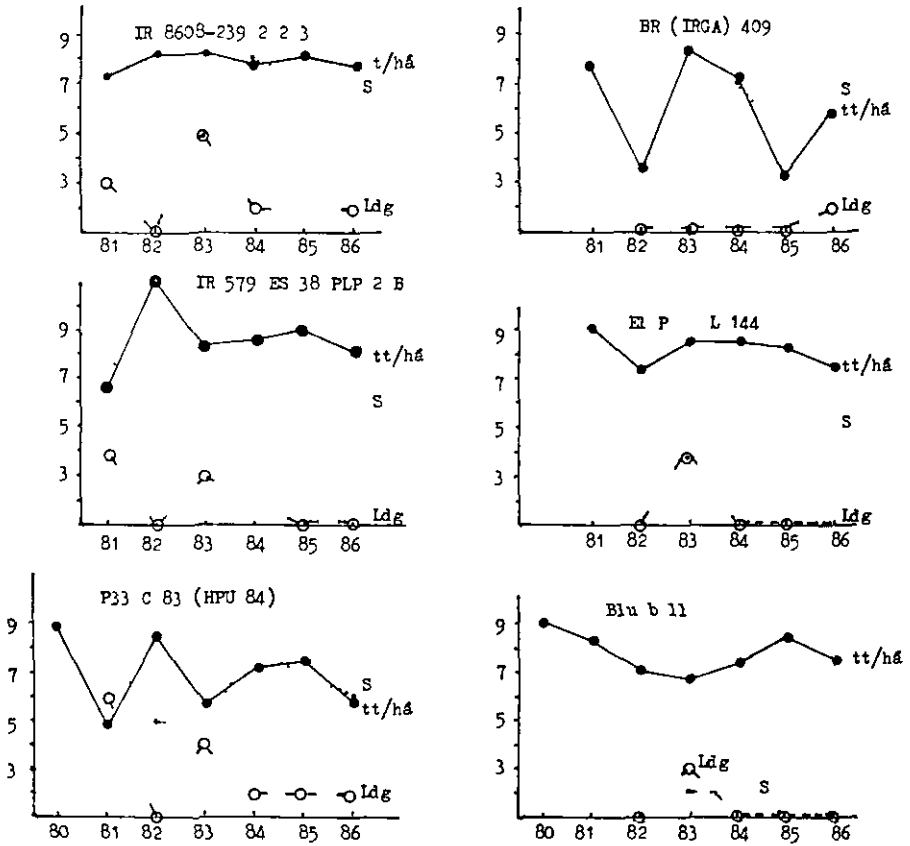 IR 8608-239 2 2 3
9
7
5
3
t/há
S
Ldg
81 82 83 84 85 86
BR (IRGA) 409
9
7
5
3
S
tt/há
Ldg
81 82 83 84 85 86
IR 579 ES 38 PLP 2 B
9
7
5
3
tt/há
S
Ldg
81 82 83 84 85 86
El P L 144
9
7
5
3
tt/há
S
Ldg
81 82 83 84 85 86
P33 C 83 (HPU 84)
9
7
5
3
S
tt/há
Ldg
80 81 82 83 84 85 86
Blu b ll
9
7
5
3
tt/há
Ldg
S
80 81 82 83 84 85 86